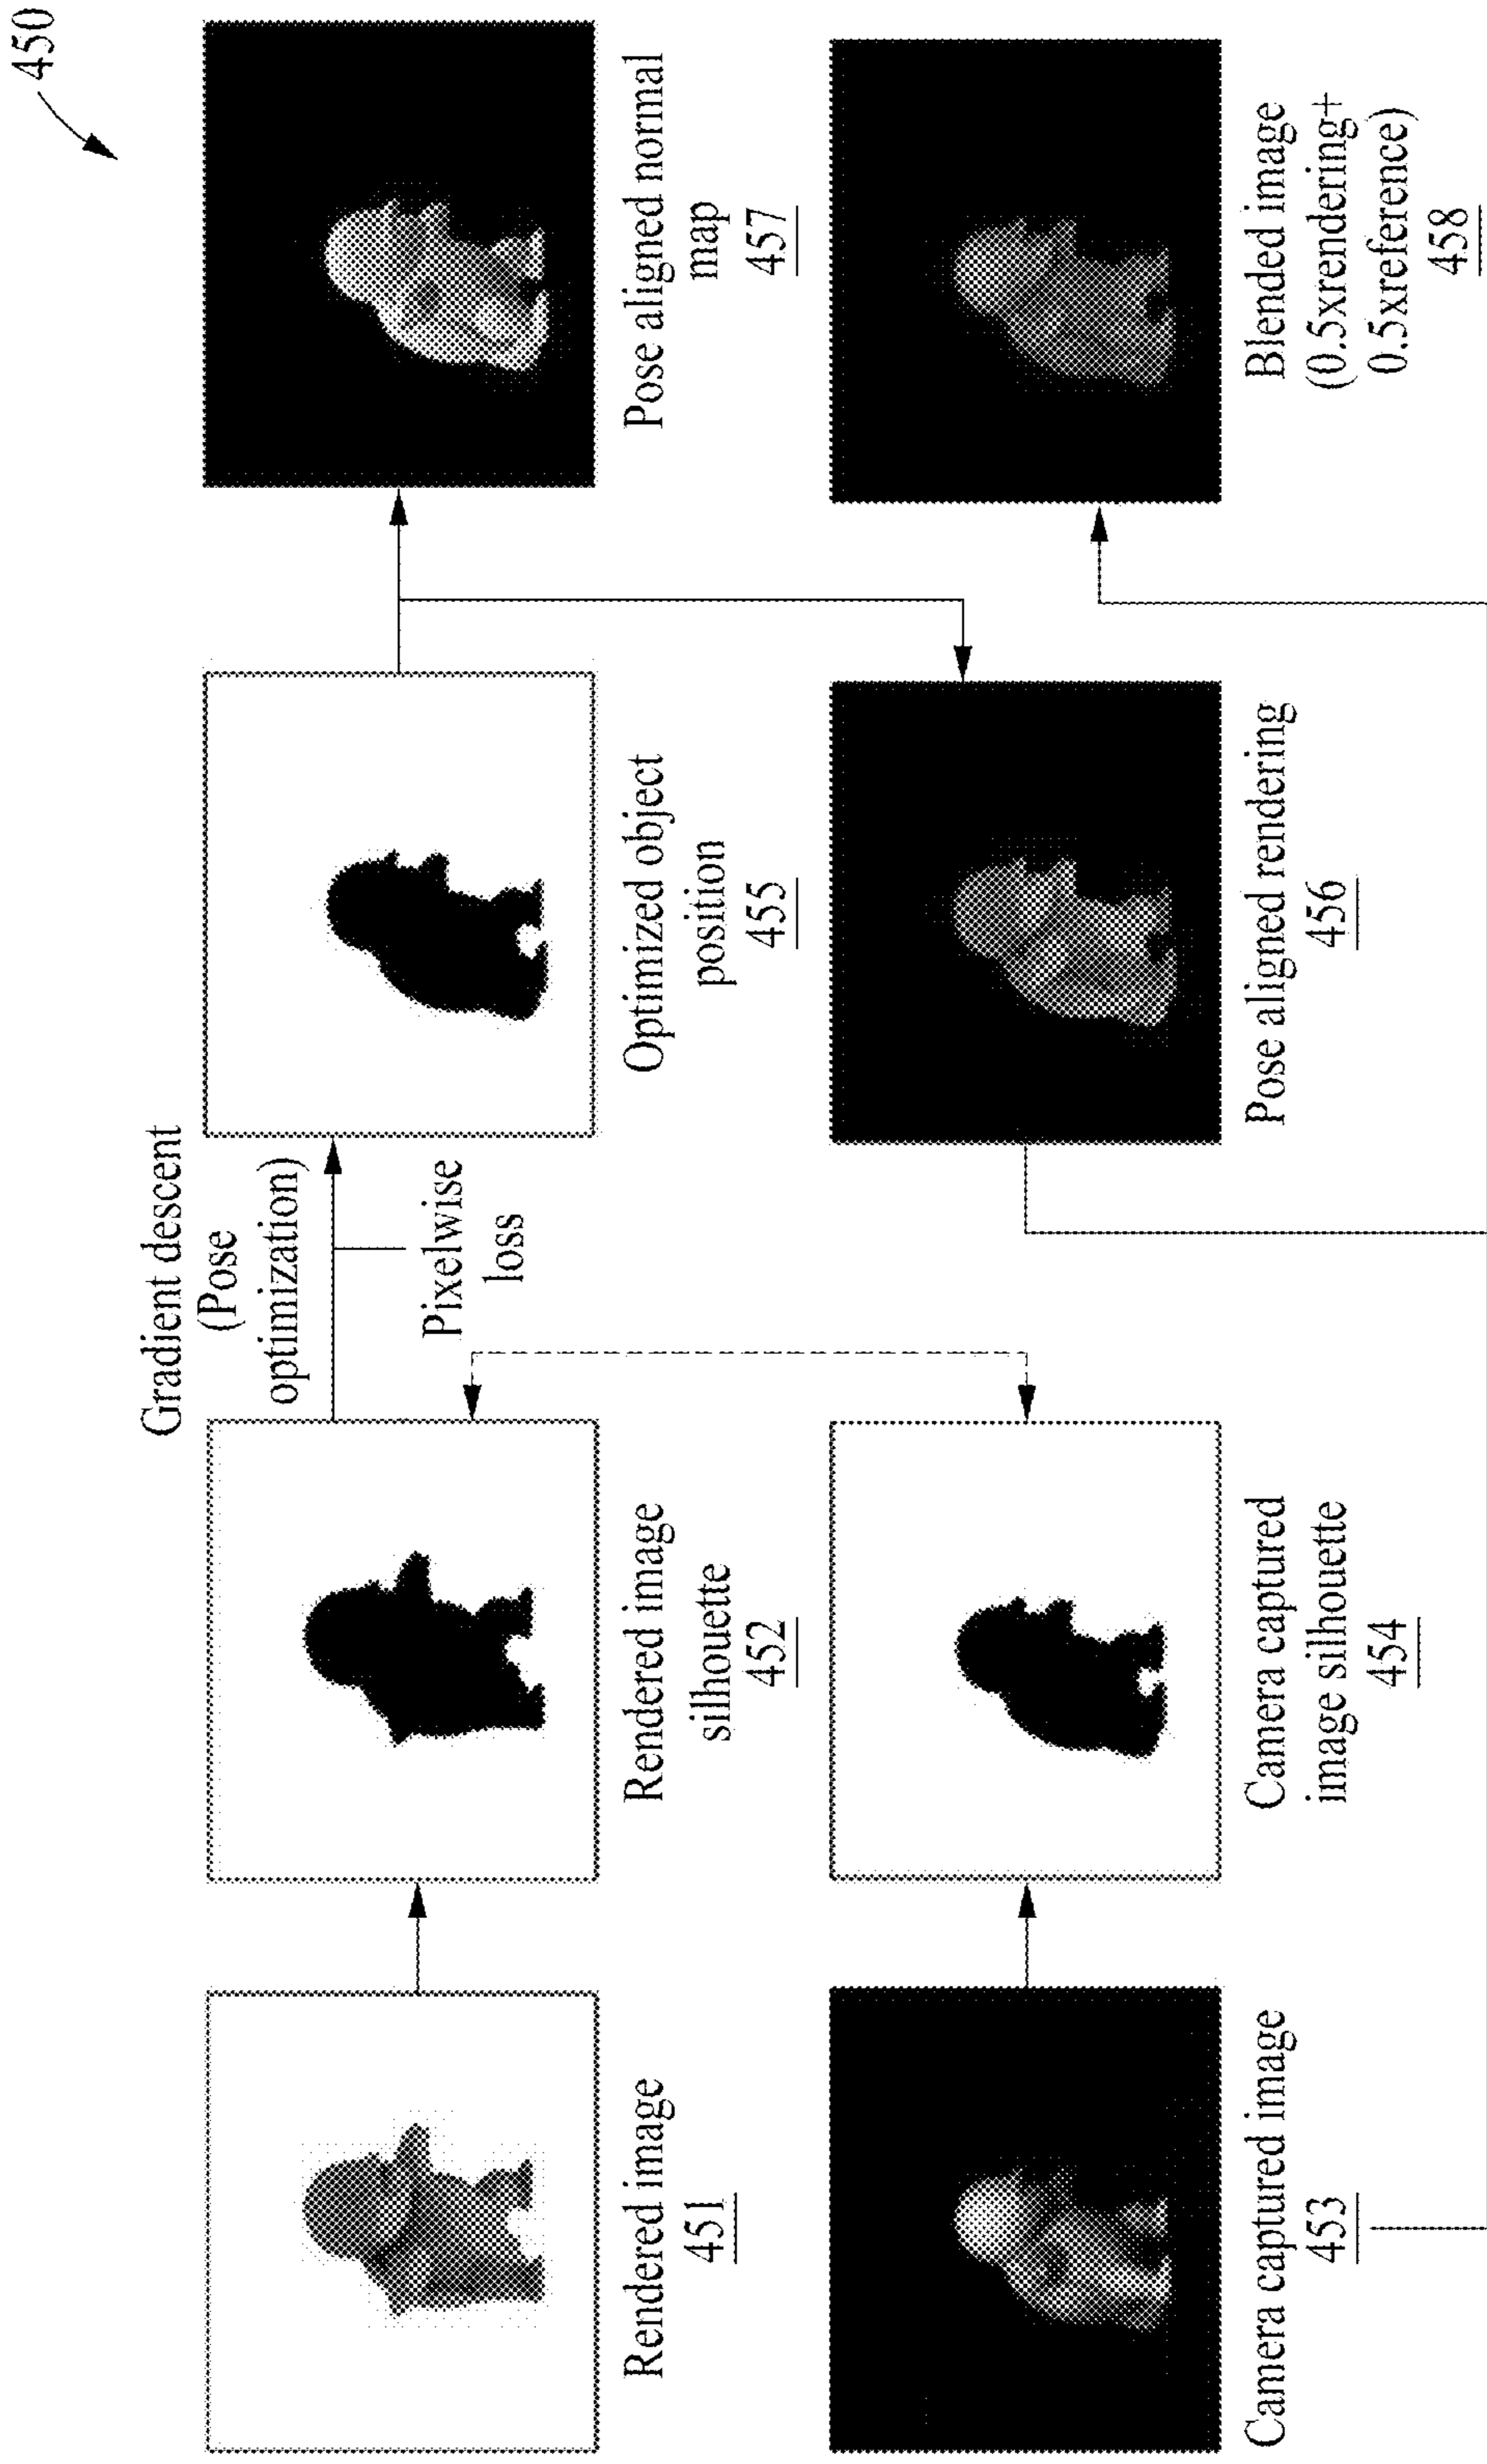 450
Gradient descent
(Pose
optimization)
Pixelwise
loss
Rendered image
451
Rendered image
silhouette
452
Optimized object
position
455
Pose aligned normal
map
457
Camera captured image
453
Camera captured
image silhouette
454
Pose aligned rendering
456
Blended image
(0.5xrendering+
0.5xreference)
458